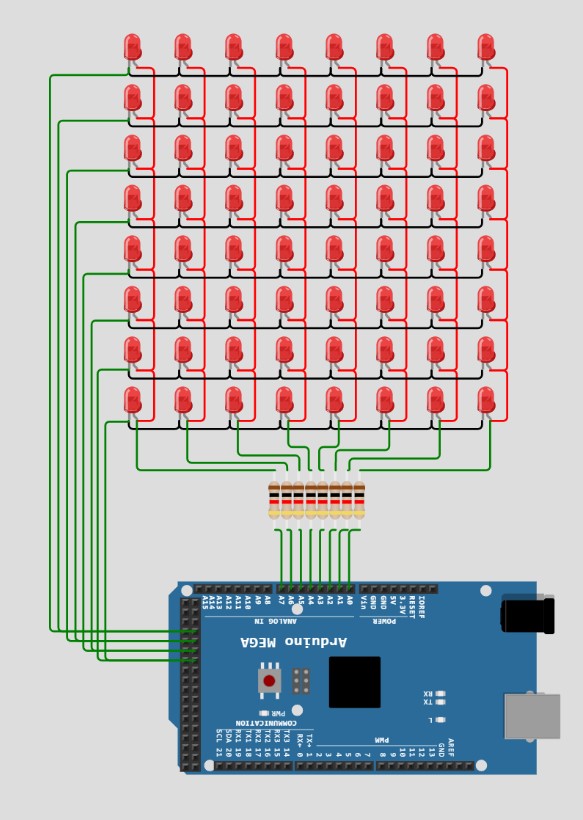 A15
A14
A13
A12
A11
A10
A9
A8
A7
A6
A5
A4
A3
A2
A1
A0
Vin
GND
GND
5V
3.3V
RESET
IOREF
ANALOG IN
POWER
Arduino MEGA
RX
TX
L
PWR
COMMUNICATION
PWM
SCL 21
SDA 20
RX1 19
TX1 18
RX2 17
TX2 16
RX3 15
TX3 14
RX← 0
TX→ 1
2
3
4
5
6
7
8
9
10
11
12
13
GND
AREF